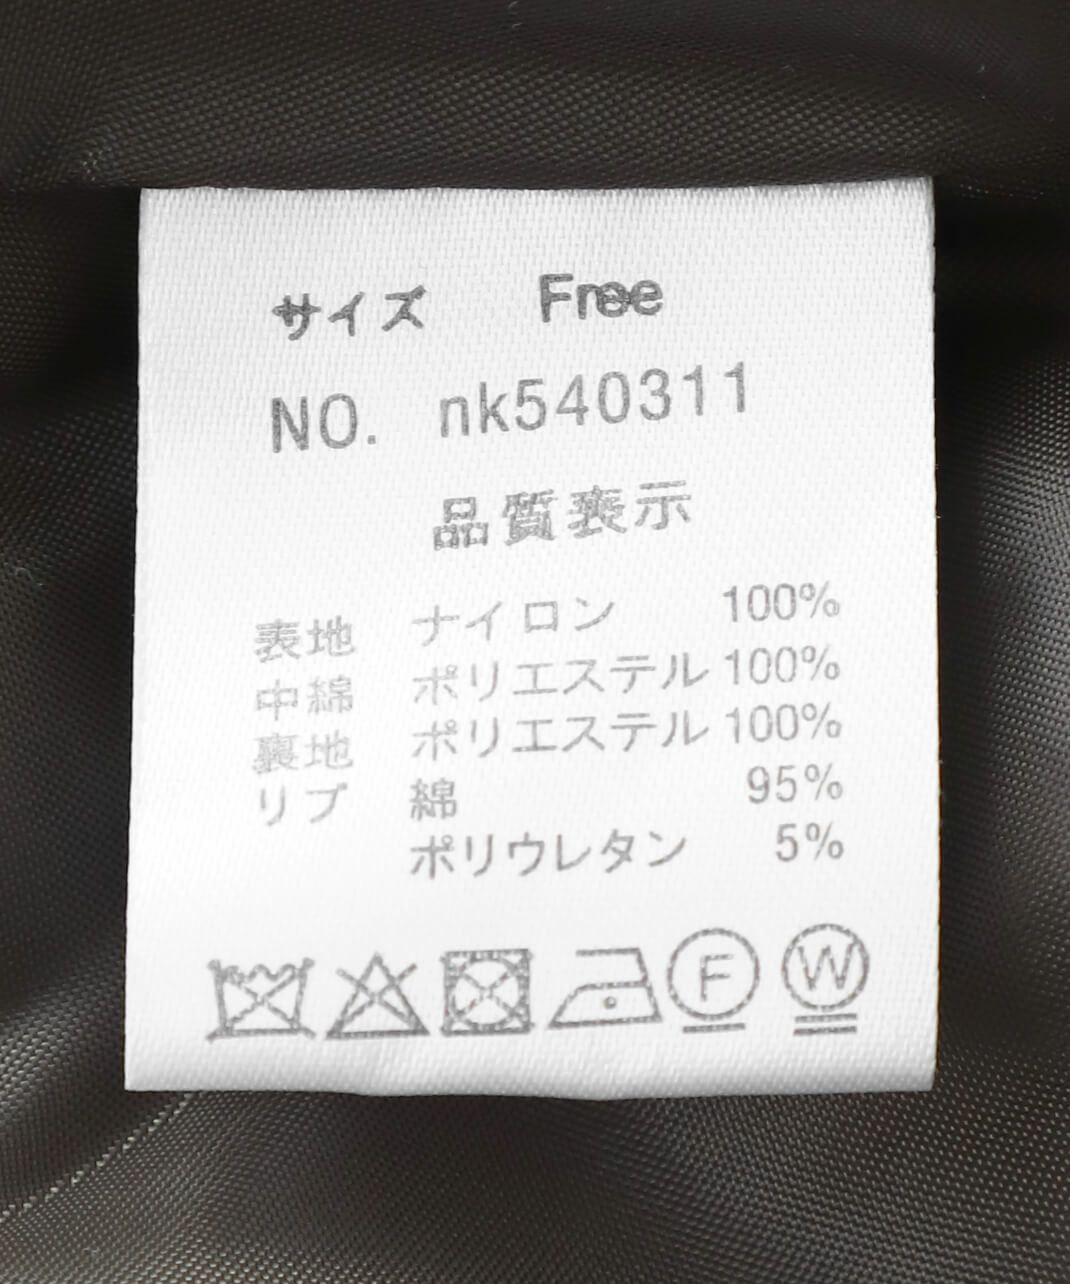 サイズ Free
NO. nk540311
品質表示
表地 ナイロン 100%
中綿 ポリエステル 100%
裏地 ポリエステル 100%
リブ 綿 95%
ポリウレタン 5%
F W